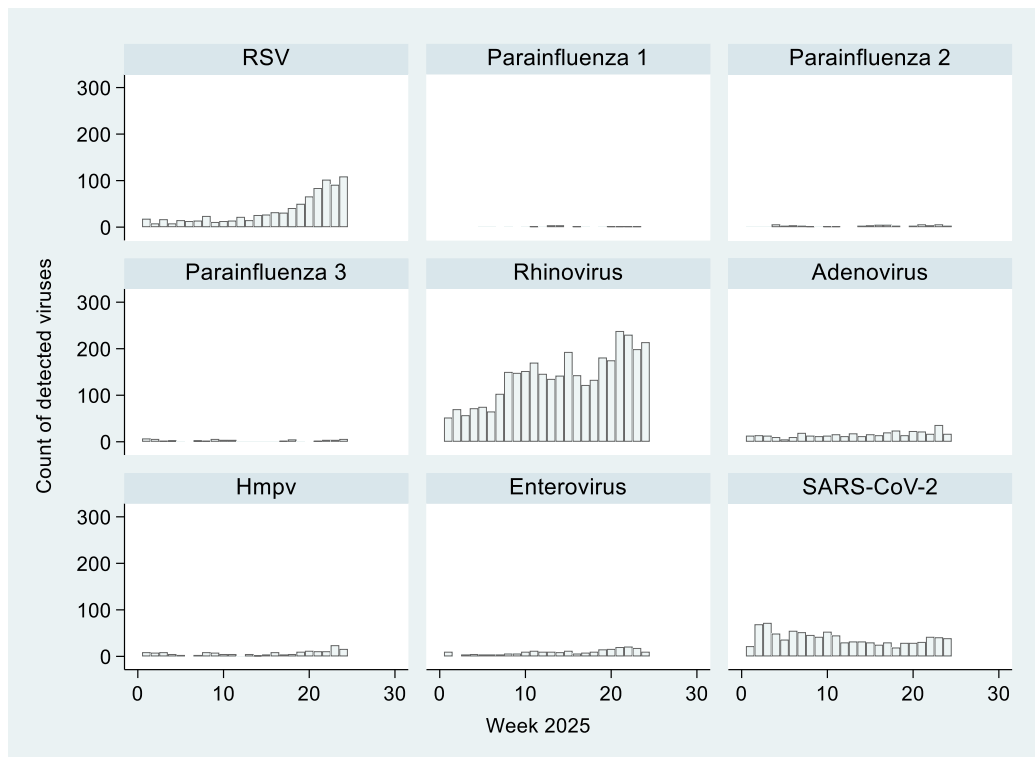 RSV
Parainfluenza 1
Parainfluenza 2
300
200
100
0
Parainfluenza 3
Rhinovirus
Adenovirus
300
200
100
0
Hmpv
Enterovirus
SARS-CoV-2
300
200
100
0
0 10 20 30
0 10 20 30
0 10 20 30
Count of detected viruses
Week 2025